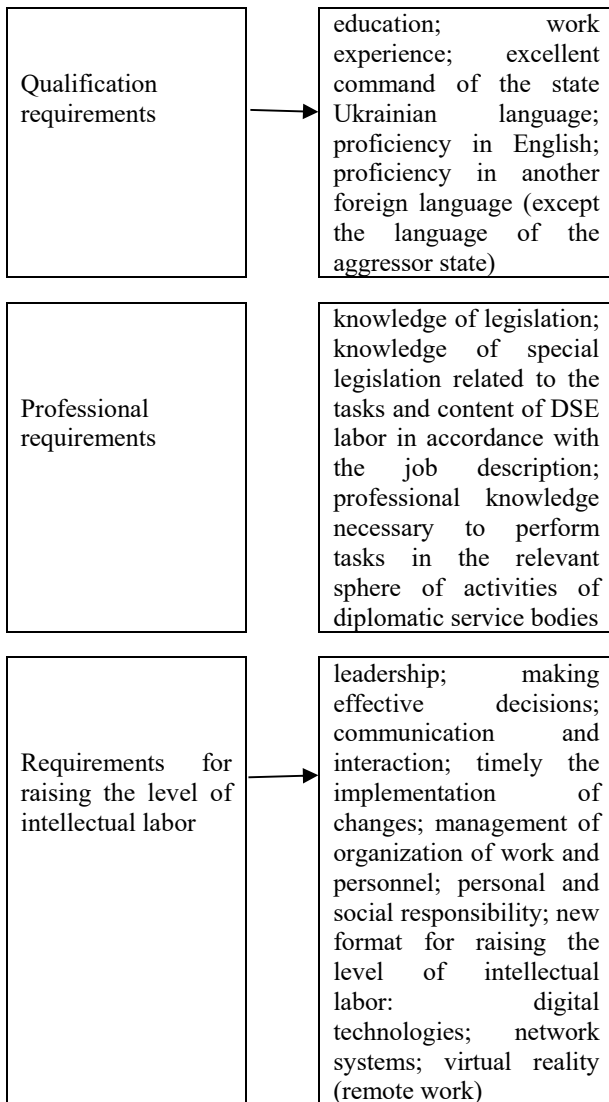 Qualification
requirements
education; work
experience; excellent
command of the state
Ukrainian language;
proficiency in English;
proficiency in another
foreign language (except
the language of the
aggressor state)
Professional
requirements
knowledge of legislation;
knowledge of special
legislation related to the
tasks and content of DSE
labor in accordance with
the job description;
professional knowledge
necessary to perform
tasks in the relevant
sphere of activities of
diplomatic service bodies
Requirements for
raising the level of
intellectual labor
leadership; making
effective decisions;
communication and
interaction; timely the
implementation of
changes; management of
organization of work and
personnel; personal and
social responsibility; new
format for raising the
level of intellectual
labor: digital
technologies; network
systems; virtual reality
(remote work)